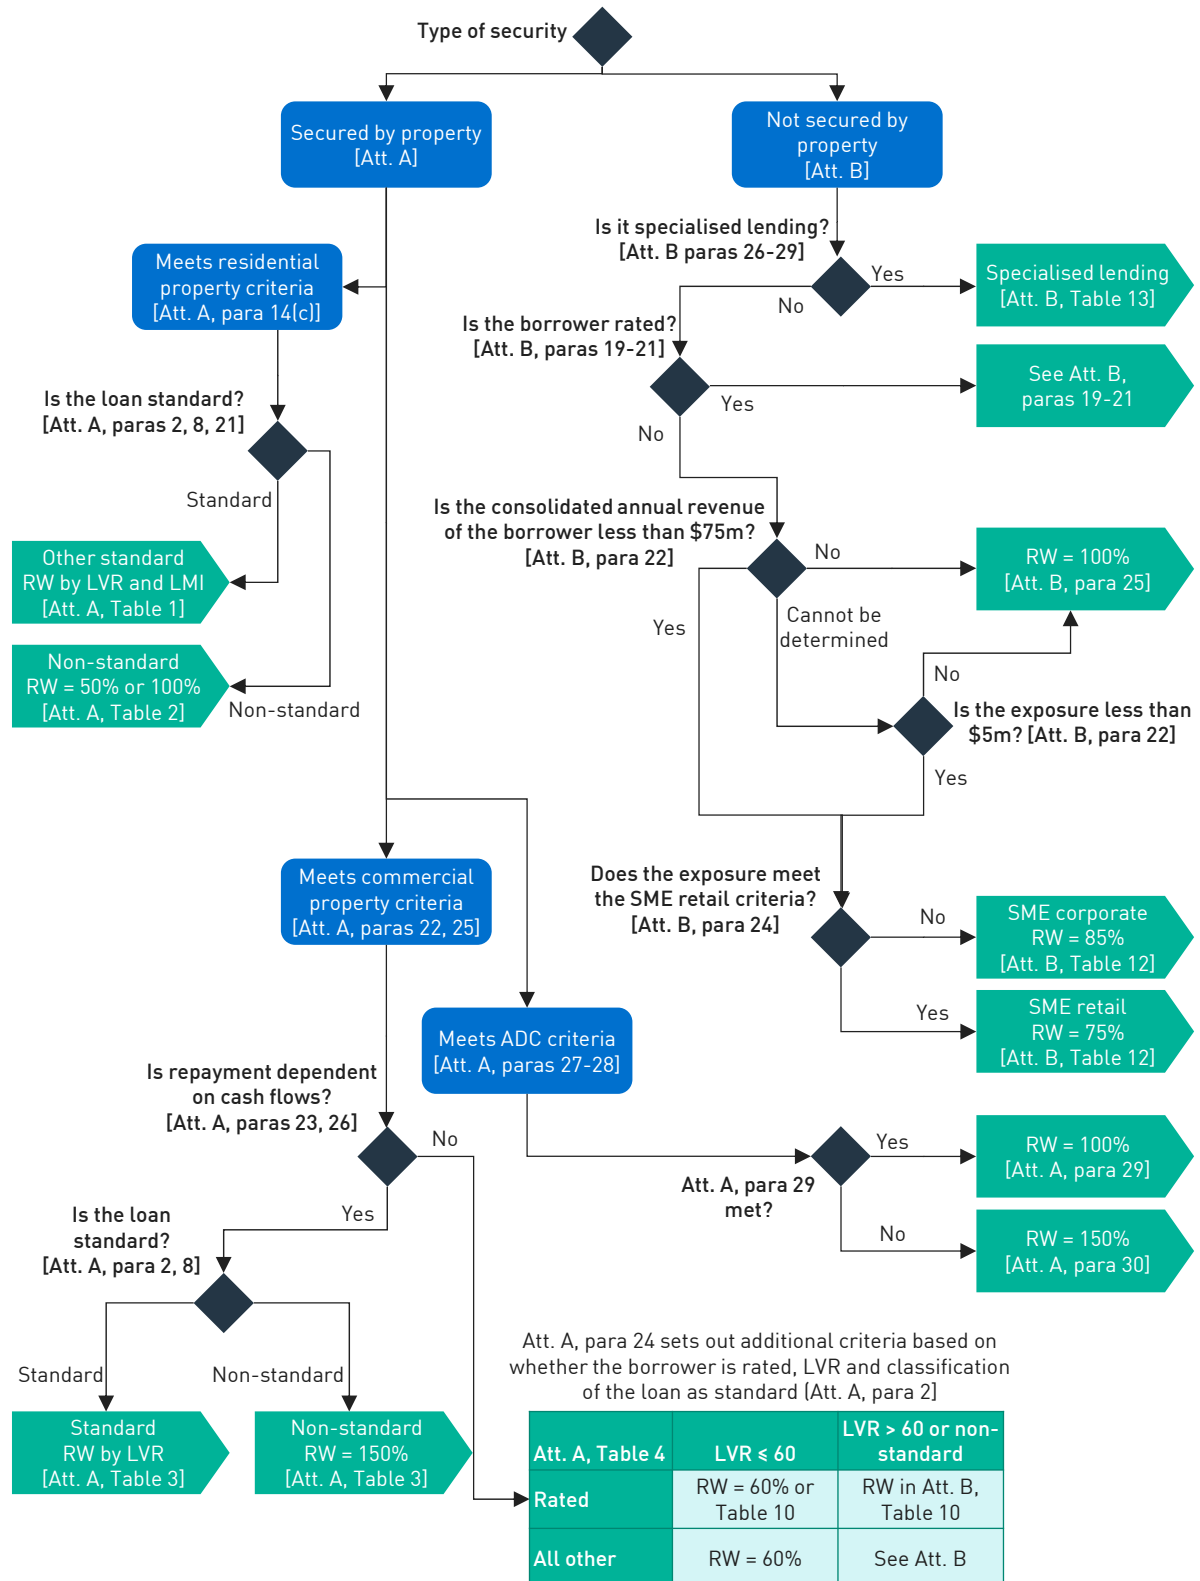 Type of security
Secured by property
[Att. A]
Not secured by
property
[Att. B]
Is it specialised lending?
[Att. B paras 26-29]
Yes
No
Specialised lending
[Att. B, Table 13]
Meets residential
property criteria
[Att. A, para 14(c)]
Is the borrower rated?
[Att. B, paras 19-21]
Yes
No
See Att. B,
paras 19-21
Is the loan standard?
[Att. A, paras 2, 8, 21]
Standard
Non-standard
Other standard
RW by LVR and LMI
[Att. A, Table 1]
Non-standard
RW = 50% or 100%
[Att. A, Table 2]
Is the consolidated annual revenue
of the borrower less than $75m?
[Att. B, para 22]
No
Cannot be
determined
Yes
RW = 100%
[Att. B, para 25]
No
Is the exposure less than
$5m? [Att. B, para 22]
Yes
Does the exposure meet
the SME retail criteria?
[Att. B, para 24]
No
SME corporate
RW = 85%
[Att. B, Table 12]
Yes
SME retail
RW = 75%
[Att. B, Table 12]
Meets commercial
property criteria
[Att. A, paras 22, 25]
Meets ADC criteria
[Att. A, paras 27-28]
Is repayment dependent
on cash flows?
[Att. A, paras 23, 26]
No
Yes
Att. A, para 29
met?
Yes
RW = 100%
[Att. A, para 29]
No
RW = 150%
[Att. A, para 30]
Is the loan
standard?
[Att. A, para 2, 8]
Standard
Non-standard
Standard
RW by LVR
[Att. A, Table 3]
Non-standard
RW = 150%
[Att. A, Table 3]
Att. A, para 24 sets out additional criteria based on
whether the borrower is rated, LVR and classification
of the loan as standard [Att. A, para 2]
Att. A, Table 4
LVR ≤ 60
LVR > 60 or non-
standard
Rated
RW = 60% or
Table 10
RW in Att. B,
Table 10
All other
RW = 60%
See Att. B